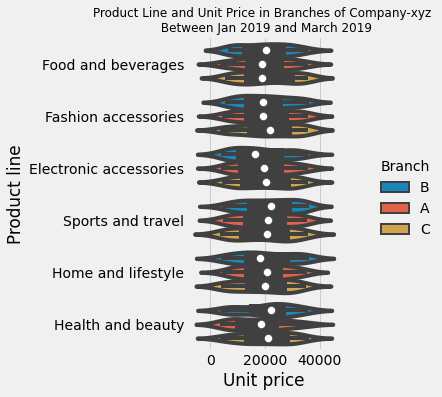 Product Line and Unit Price in Branches of Company-xyz
Between Jan 2019 and March 2019
Product line
Food and beverages
Fashion accessories
Electronic accessories
Sports and travel
Home and lifestyle
Health and beauty
0 20000 40000
Unit price
Branch
B
A
C